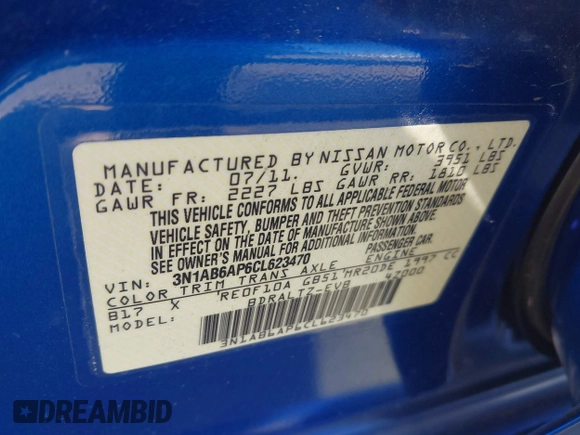 MANUFACTURED BY NISSAN MOTOR CO., LTD.
DATE: 07/11. GVWR: 3951 LBS
GAWR FR: 2227 LBS GAWR RR: 1810 LBS
THIS VEHICLE CONFORMS TO ALL APPLICABLE FEDERAL MOTOR
VEHICLE SAFETY, BUMPER AND THEFT PREVENTION STANDARDS
IN EFFECT ON THE DATE OF MANUFACTURE SHOWN ABOVE.
SEE OWNER'S MANUAL FOR ADDITIONAL INFORMATION.
VIN: 3N1AB6AP6CL623470 PASSENGER CAR.
COLOR TRIM TRANS AXLE ENGINE
B17 X RE0F10A GB51 MR20DE 1997 CC
MODEL: BDRALTZ-EVB 4Z000
3N1AB6AP6CL623470
DREAMBID